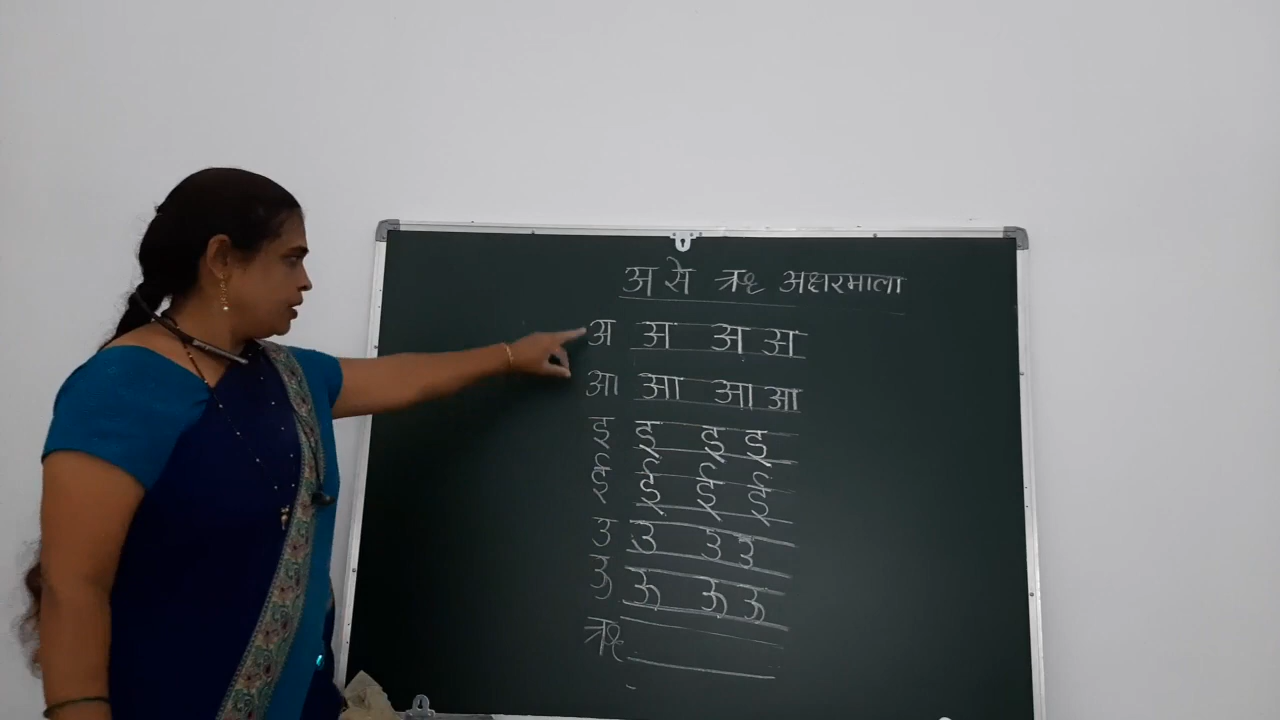 अ से ऋ अक्षरमाला
अ अ अ अ
आ आ आ आ
इ इ इ इ
ई ई ई ई
उ उ उ उ
ऊ ऊ ऊ ऊ
ऋ